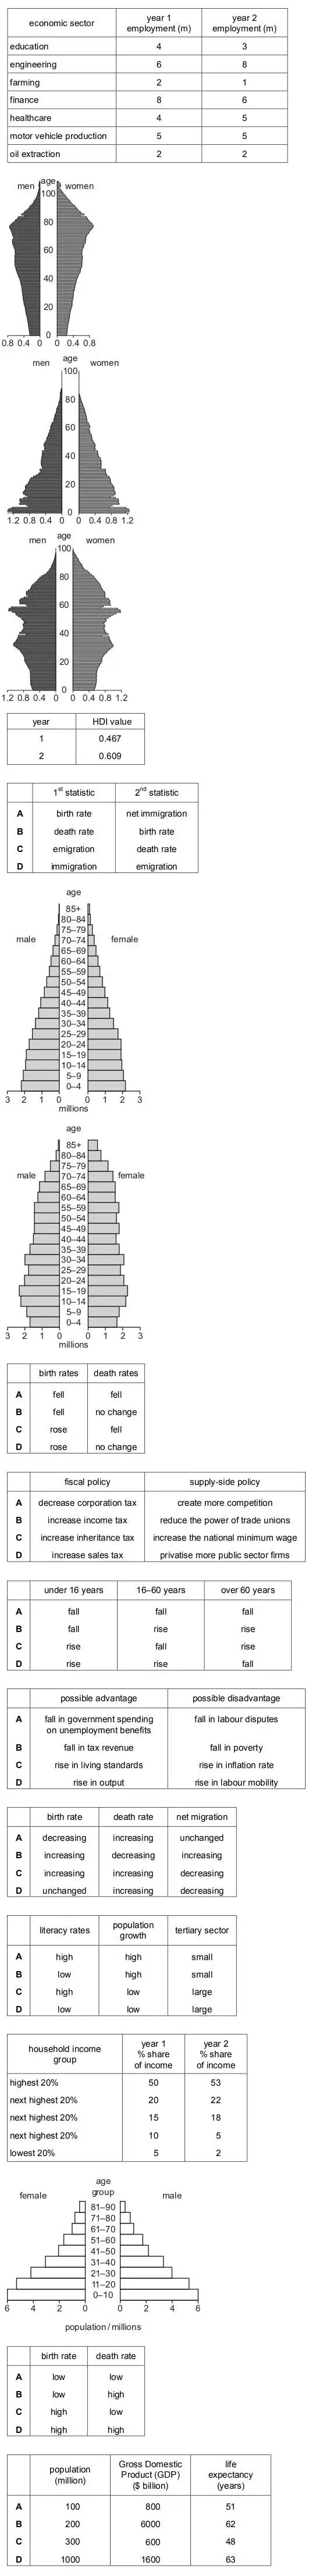 economic sector year 1 employment (m) year 2 employment (m)
education 4 3
engineering 6 8
farming 2 1
finance 8 6
healthcare 4 5
motor vehicle production 5 5
oil extraction 2 2
men age women
100
80
60
40
20
0
0.8 0.4 0 0 0.4 0.8
men age women
100
80
60
40
20
0
1.2 0.8 0.4 0 0 0.4 0.8 1.2
men age women
100
80
60
40
20
0
1.2 0.8 0.4 0 0 0.4 0.8 1.2
year HDI value
1 0.467
2 0.609
1st statistic 2nd statistic
A birth rate net immigration
B death rate birth rate
C emigration death rate
D immigration emigration
age
85+
80–84
75–79
male 70–74 female
65–69
60–64
55–59
50–54
45–49
40–44
35–39
30–34
25–29
20–24
15–19
10–14
5–9
0–4
3 2 1 0 0 1 2 3
millions
age
85+
80–84
75–79
male 70–74 female
65–69
60–64
55–59
50–54
45–49
40–44
35–39
30–34
25–29
20–24
15–19
10–14
5–9
0–4
3 2 1 0 0 1 2 3
millions
birth rates death rates
A fell fell
B fell no change
C rose fell
D rose no change
fiscal policy supply-side policy
A decrease corporation tax create more competition
B increase income tax reduce the power of trade unions
C increase inheritance tax increase the national minimum wage
D increase sales tax privatise more public sector firms
under 16 years 16–60 years over 60 years
A fall fall fall
B fall rise rise
C rise fall rise
D rise rise fall
possible advantage possible disadvantage
A fall in government spending on unemployment benefits fall in labour disputes
B fall in tax revenue fall in poverty
C rise in living standards rise in inflation rate
D rise in output rise in labour mobility
birth rate death rate net migration
A decreasing increasing unchanged
B increasing decreasing increasing
C increasing increasing decreasing
D unchanged increasing decreasing
literacy rates population growth tertiary sector
A high high small
B low high small
C high low large
D low low large
household income group year 1 % share of income year 2 % share of income
highest 20% 50 53
next highest 20% 20 22
next highest 20% 15 18
next highest 20% 10 5
lowest 20% 5 2
female age group male
81–90
71–80
61–70
51–60
41–50
31–40
21–30
11–20
0–10
6 4 2 0 0 2 4 6
population / millions
birth rate death rate
A low low
B low high
C high low
D high high
population (million) Gross Domestic Product (GDP) ($ billion) life expectancy (years)
A 100 800 51
B 200 6000 62
C 300 600 48
D 1000 1600 63